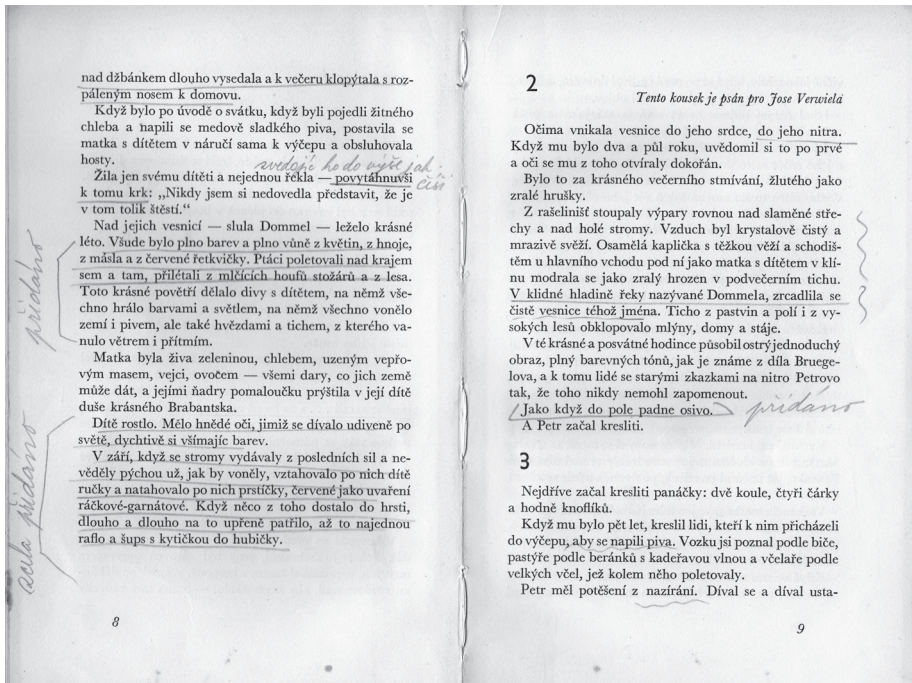 nad džbánkem dlouho vysedala a k večeru klopýtala s roz-
páleným nosem k domovu.
Když bylo po úvodě o svátku, když byli pojedli žitného
chleba a napili se medově sladkého piva, postavila se
matka s dítětem v náručí sama k výčepu a obsluhovala
hosty.
svedojíc ho do výše jak
čiší
Žila jen svému dítěti a nejednou řekla — povytáhnuvši
k tomu krk: „Nikdy jsem si nedovedla představit, že je
v tom tolik štěstí.“
Nad jejich vesnicí — slula Dommel — leželo krásné
léto. Všude bylo plno barev a plno vůně z květin, z hnoje,
z másla a z červené řetkvičky. Ptáci poletovali nad krajem
sem a tam, přilétali z mlčících houfů stožárů a z lesa.
Toto krásné povětří dělalo divy s dítětem, na němž vše-
chno hrálo barvami a světlem, na němž všechno vonělo
zemí i pivem, ale také hvězdami a tichem, z kterého va-
nulo větrem i přítmím.
přidáno
Matka byla živa zeleninou, chlebem, uzeným vepřo-
vým masem, vejci, ovočem — všemi dary, co jich země
může dát, a jejími ňadry pomaloučku prýštila v její dítě
duše krásného Brabantska.
Dítě rostlo. Mělo hnědé oči, jimiž se dívalo udiveně po
světě, dychtivě si všímajíc barev.
V září, když se stromy vydávaly z posledních sil a ne-
věděly pýchou už, jak by voněly, vztahovalo po nich dítě
ručky a natahovalo po nich prstíčky, červené jako uvaření
ráčkové-garnátové. Když něco z toho dostalo do hrsti,
dlouho a dlouho na to upřeně patřilo, až to najednou
raflo a šups s kytičkou do hubičky.
přidáno
8
2
Tento kousek je psán pro Jose Verwiela
Očima vnikala vesnice do jeho srdce, do jeho nitra.
Když mu bylo dva a půl roku, uvědomil si to po prvé
a oči se mu z toho otvíraly dokořán.
Bylo to za krásného večerního stmívání, žlutého jako
zralé hrušky.
Z rašelinišť stoupaly výpary rovnou nad slaměné stře-
chy a nad holé stromy. Vzduch byl krystalově čistý a
mrazivě svěží. Osamělá kaplička s těžkou věží a schodiš-
těm u hlavního vchodu pod ní jako matka s dítětem v klí-
nu modrala se jako zralý hrozen v podvečerním tichu.
V klidné hladině řeky nazývané Dommela, zrcadlila se
čistě vesnice téhož jména. Ticho z pastvin a polí i z vy-
sokých lesů obklopovalo mlýny, domy a stáje.
V té krásné a posvátné hodince působil ostrý jednoduchý
obraz, plný barevných tónů, jak je známe z díla Bruege-
lova, a k tomu lidé se starými zkazkami na nitro Petrovo
tak, že toho nikdy nemohl zapomenout.
Jako když do pole padne osivo. přidáno
A Petr začal kresliti.
3
Nejdříve začal kresliti panáčky: dvě koule, čtyři čárky
a hodně knoflíků.
Když mu bylo pět let, kreslil lidi, kteří k nim přicházeli
do výčepu, aby se napili piva. Vozku jsi poznal podle biče,
pastýře podle beránků s kadeřavou vlnou a včelaře podle
velkých včel, jež kolem něho poletovaly.
Petr měl potěšení z nazírání. Díval se a díval usta-
9